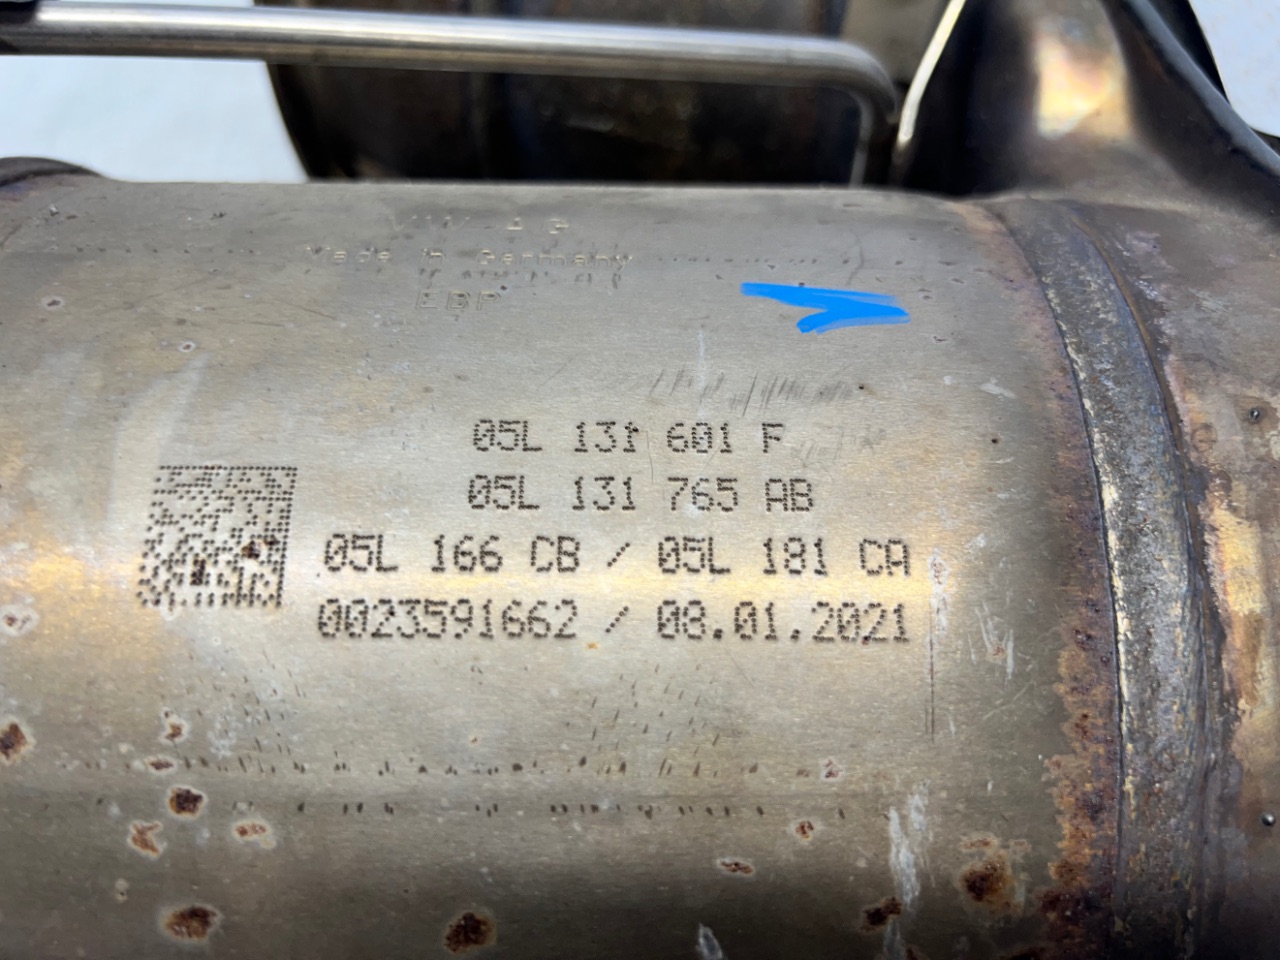 Made in Germany
EBP
05L 131 601 F
05L 131 765 AB
05L 166 CB / 05L 181 CA
0023591662 / 08.01.2021